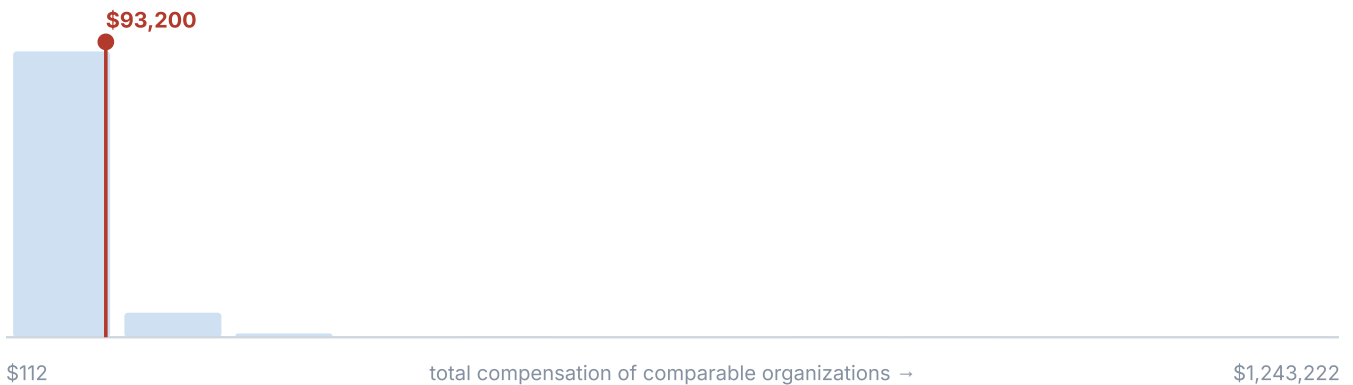 $93,200
$112
total compensation of comparable organizations →
$1,243,222